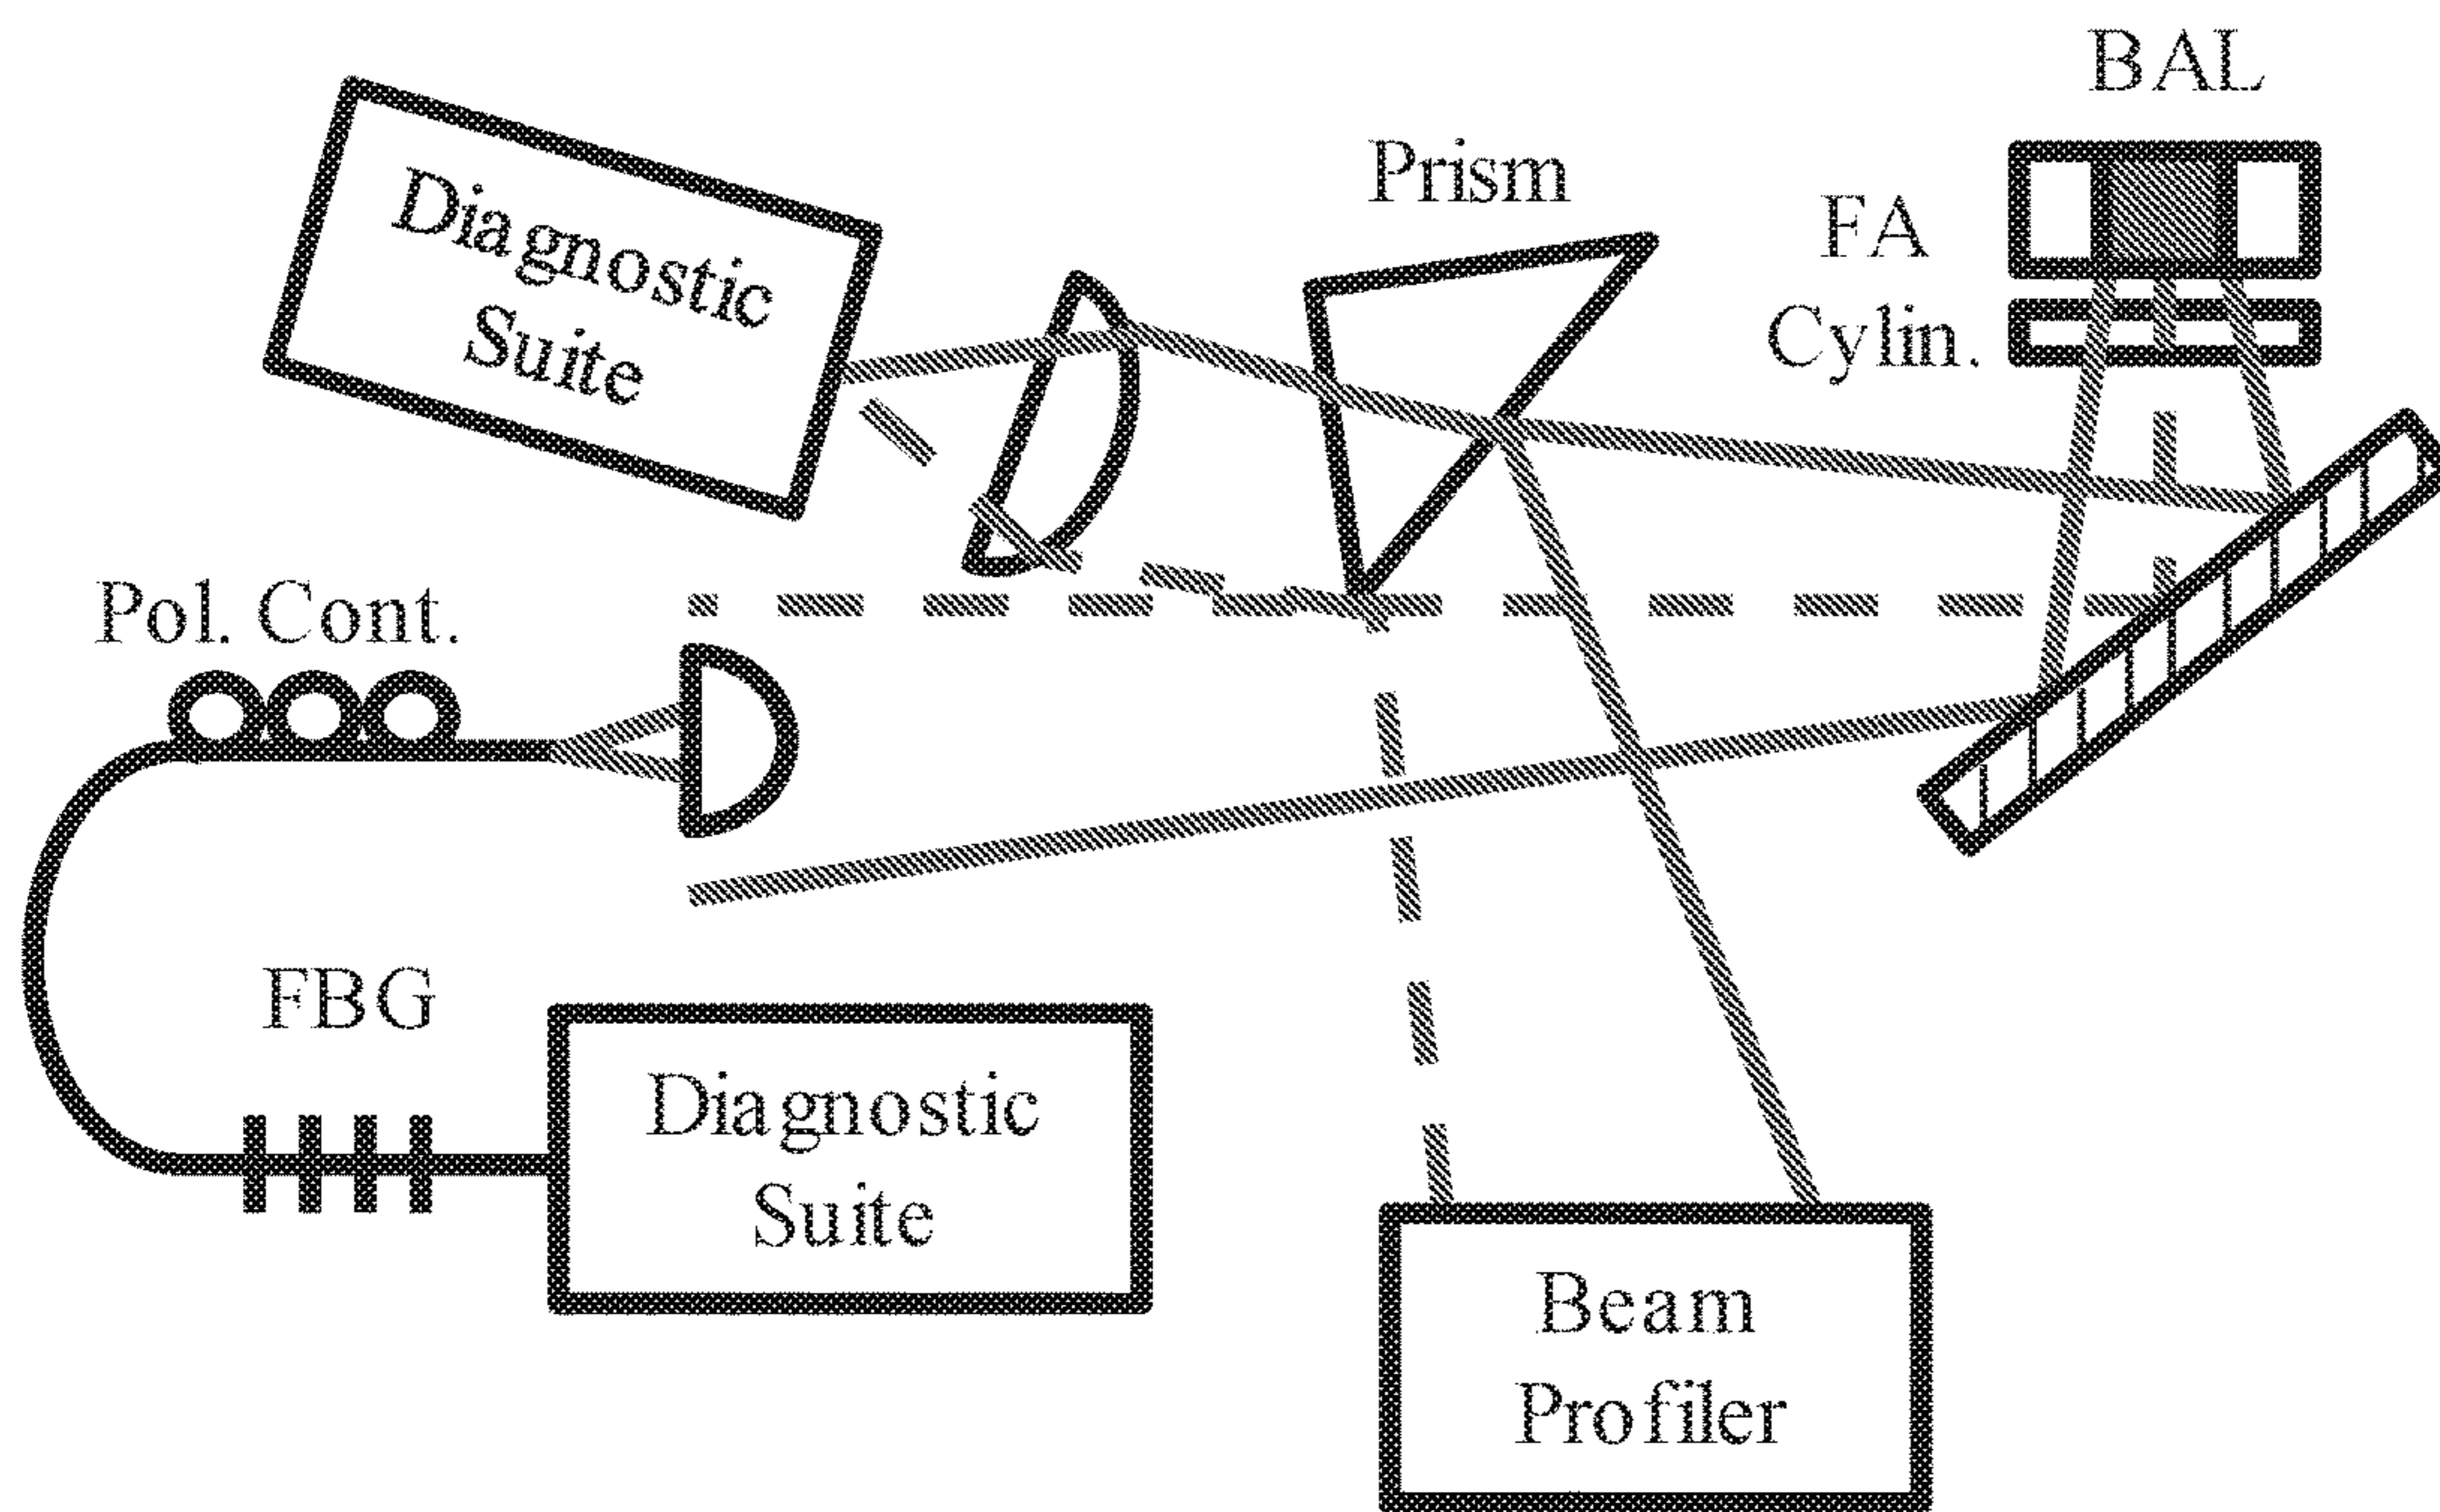 BAL
Prism
Diagnostic
Suite
FA
Cylin.
Pol. Cont.
FBG
Diagnostic
Suite
Beam
Profiler